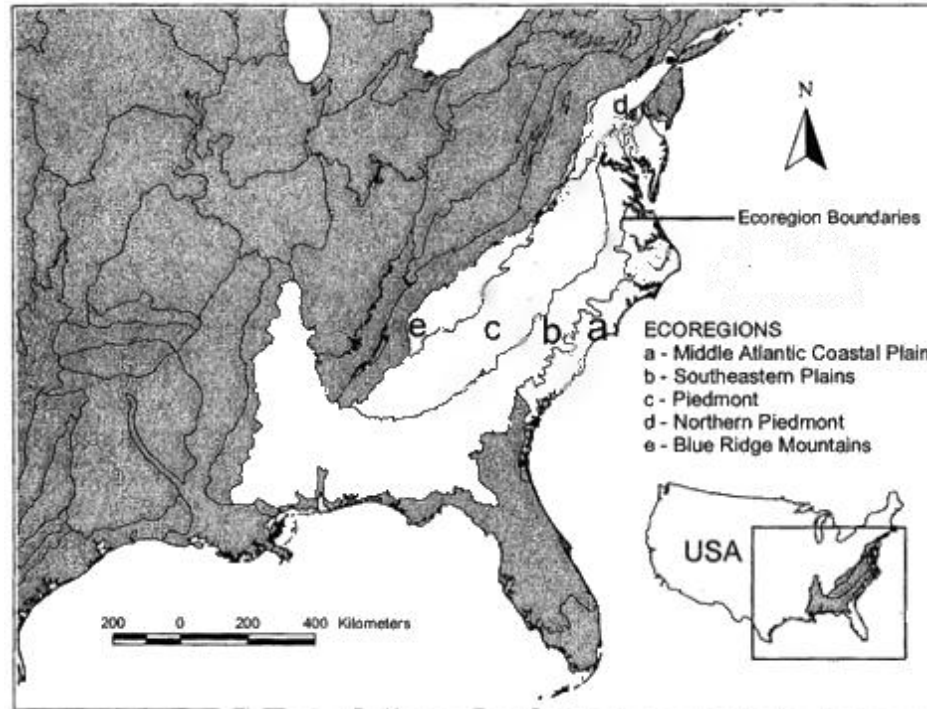 d
N
Ecoregion Boundaries
e c b a
ECOREGIONS
a - Middle Atlantic Coastal Plain
b - Southeastern Plains
c - Piedmont
d - Northern Piedmont
e - Blue Ridge Mountains
USA
200 0 200 400 Kilometers